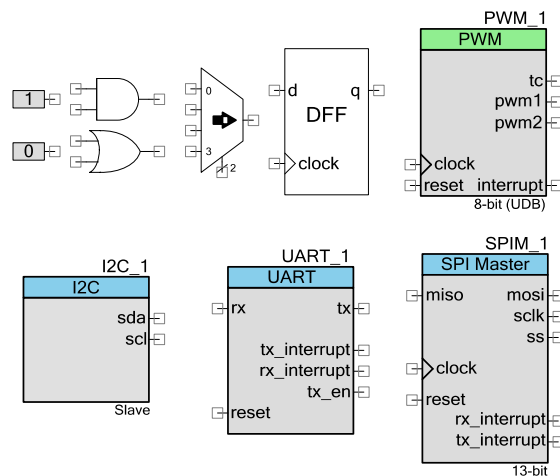 1
0
0
3
2
d
q
DFF
clock
PWM_1
PWM
tc
pwm1
pwm2
clock
reset interrupt
8-bit (UDB)
I2C_1
I2C
sda
scl
Slave
UART_1
UART
rx tx
tx_interrupt
rx_interrupt
tx_en
reset
SPIM_1
SPI Master
miso mosi
sclk
ss
clock
reset
rx_interrupt
tx_interrupt
13-bit